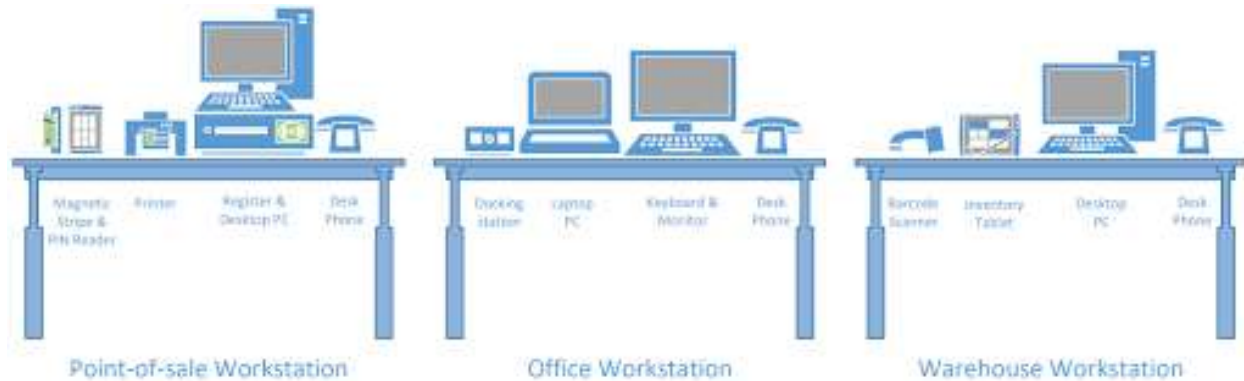 Magnetic
Stripe &
PIN Reader
Printer
Register &
Desktop PC
Desk
Phone
Docking
station
Laptop
PC
Keyboard &
Monitor
Desk
Phone
Barcode
Scanner
Inventory
Tablet
Desktop
PC
Desk
Phone
Point-of-sale Workstation
Office Workstation
Warehouse Workstation